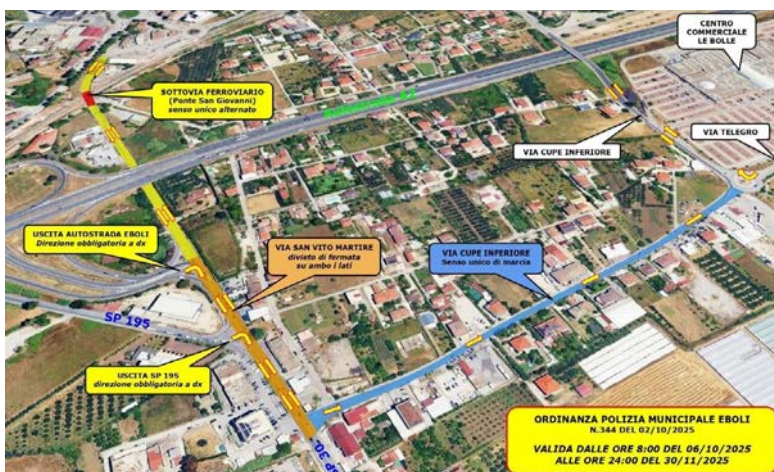 CENTRO
COMMERCIALE
LE BOLLE
SOTTOVIA FERROVIARIO
(Ponte San Giovanni)
senso unico alternato
VIA TELEGRO
VIA CUPE INFERIORE
USCITA AUTOSTRADA EBOLI
Direzione obbligatoria a dx
VIA SAN VITO MARTIRE
divieto di fermata
su ambo i lati
VIA CUPE INFERIORE
Senso unico di marcia
SP 195
USCITA SP 195
direzione obbligatoria a dx
SP 30
ORDINANZA POLIZIA MUNICIPALE EBOLI
N.344 DEL 02/10/2025
VALIDA DALLE ORE 8:00 DEL 06/10/2025
ALLE ORE 24:00 DEL 30/11/2025